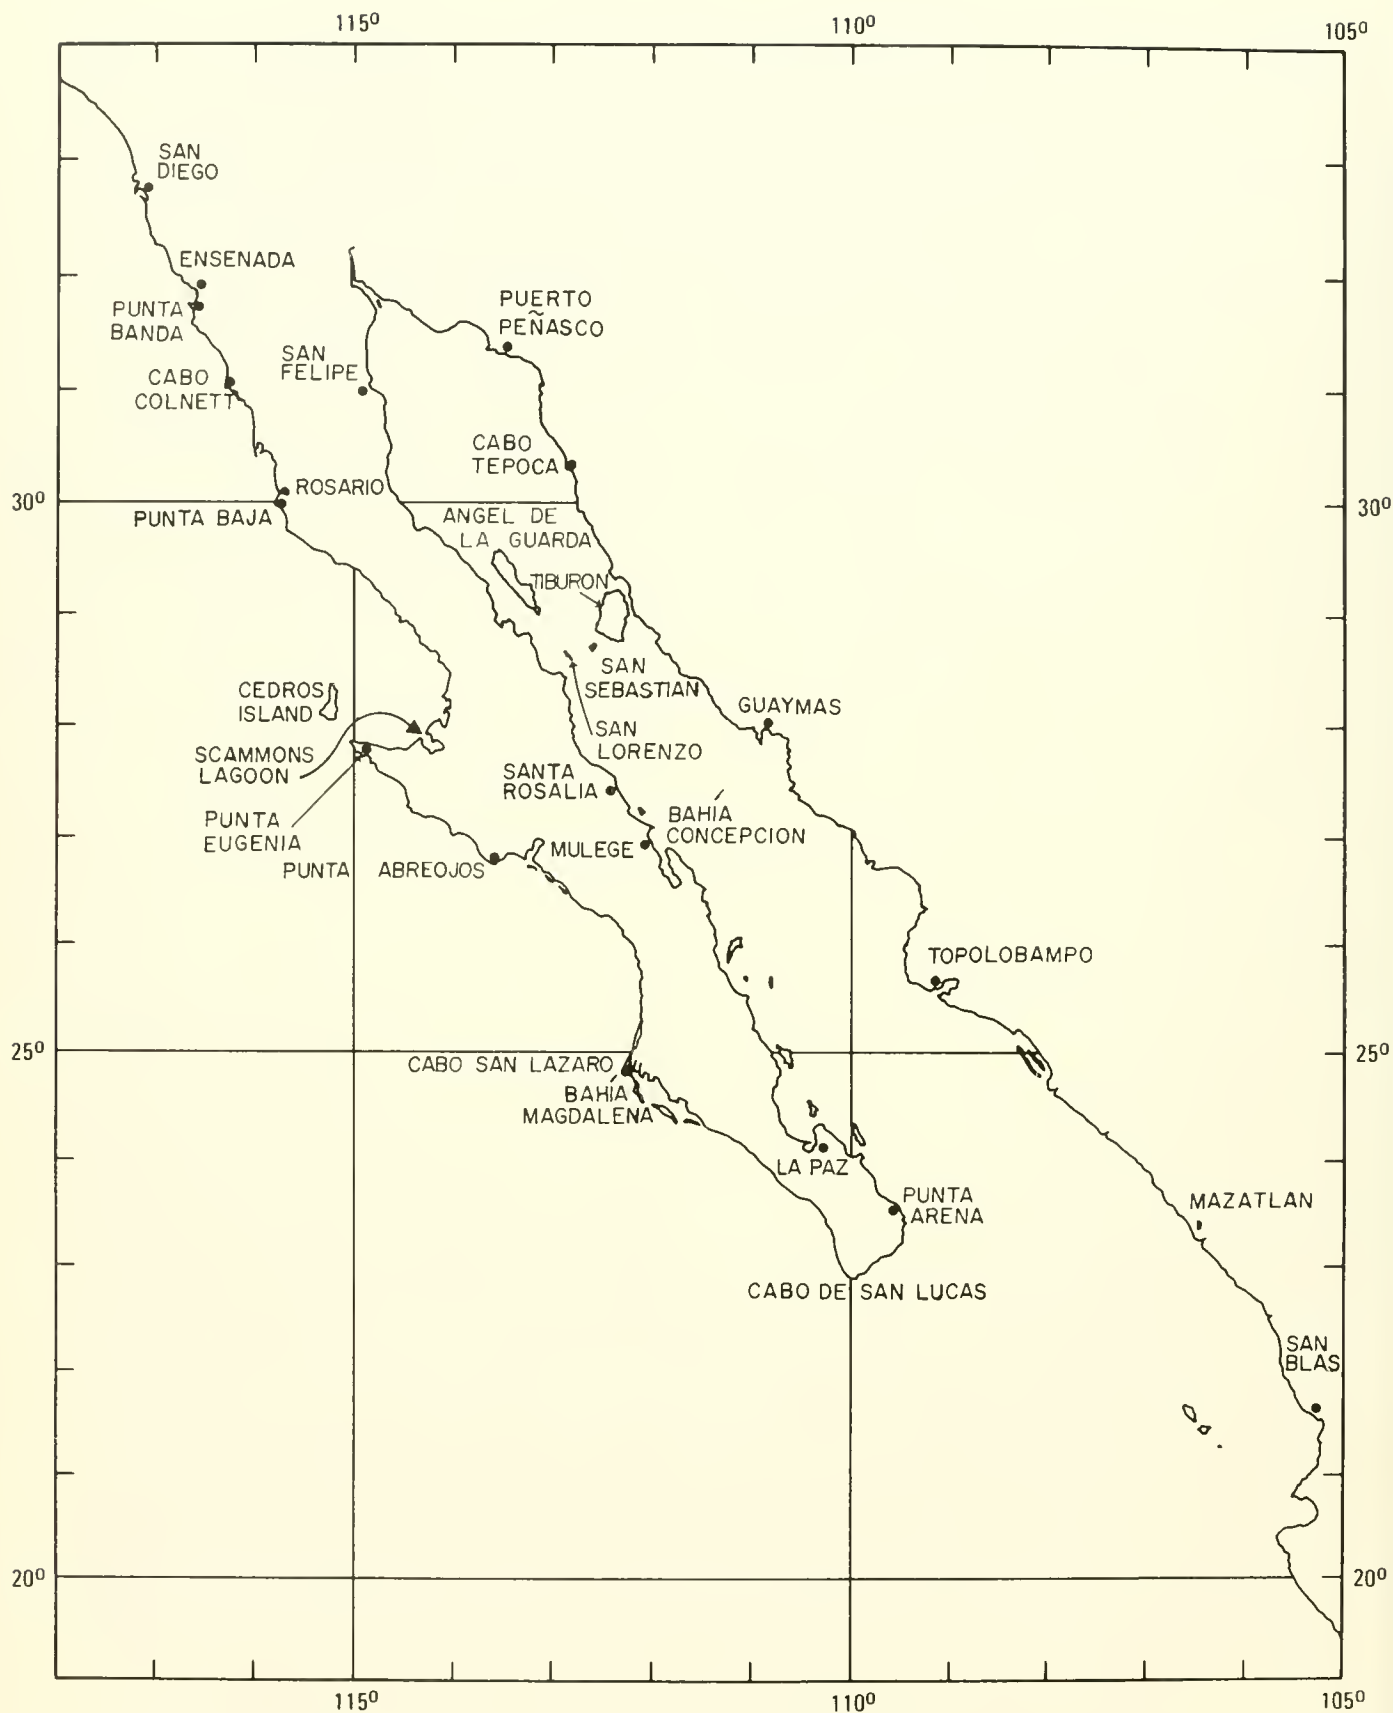 115⁰
110⁰
105⁰
SAN
DIEGO
ENSENADA
PUNTA
BANDA
PUERTO
PEÑASCO
SAN
FELIPE
CABO
COLNETT
CABO
TEPOCA
30⁰
ROSARIO
PUNTA BAJA
30⁰
ANGEL DE
LA GUARDA
TIBURON
SAN
SEBASTIAN
CEDROS
ISLAND
GUAYMAS
SAN
LORENZO
SCAMMONS
LAGOON
SANTA
ROSALIA
BAHIA
CONCEPCION
PUNTA
EUGENIA
MULEGE
PUNTA ABREOJOS
TOPOLOBAMPO
25⁰
CABO SAN LAZARO
25⁰
BAHIA
MAGDALENA
LA PAZ
PUNTA
ARENA
MAZATLAN
CABO DE SAN LUCAS
SAN
BLAS
20⁰
20⁰
115⁰
110⁰
105⁰